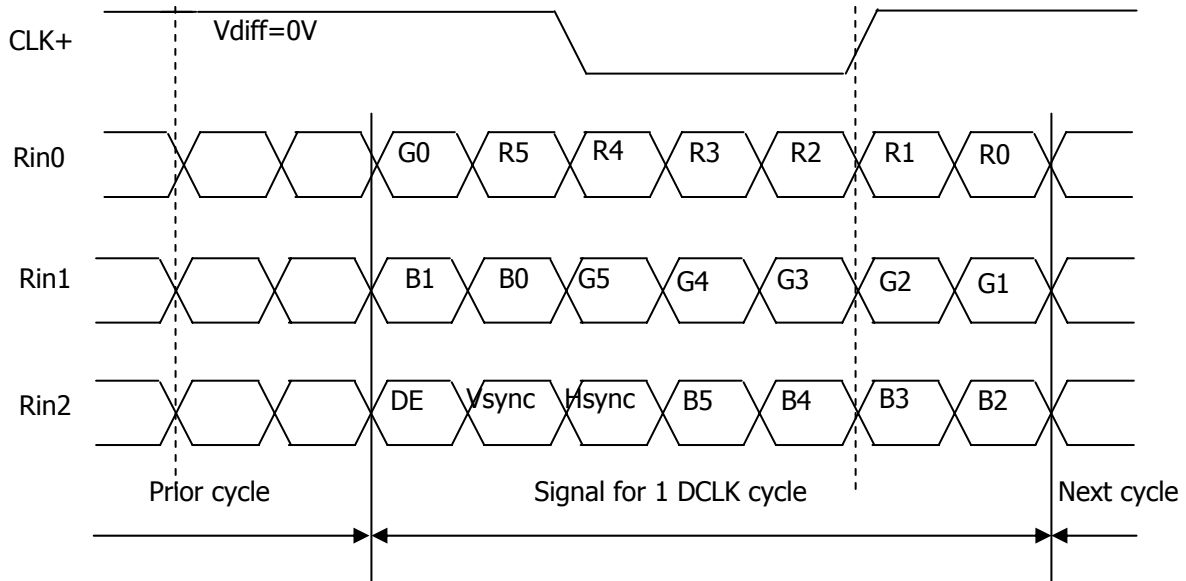 CLK+ Vdiff=0V
Rin0 G0 R5 R4 R3 R2 R1 R0
Rin1 B1 B0 G5 G4 G3 G2 G1
Rin2 DE Vsync Hsync B5 B4 B3 B2
Prior cycle Signal for 1 DCLK cycle Next cycle